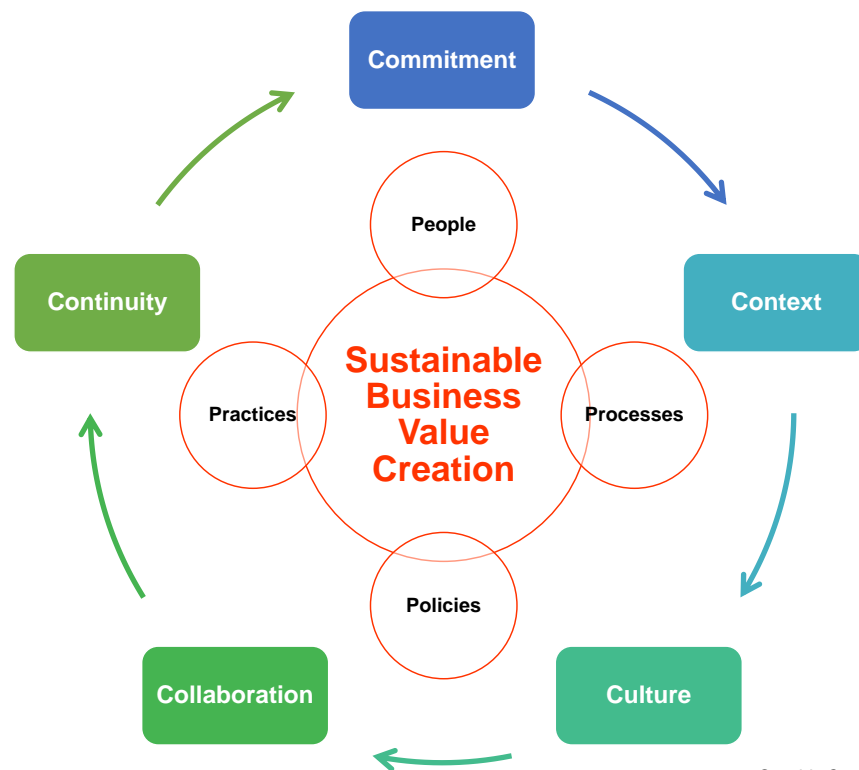 Commitment
People
Continuity
Context
Sustainable
Business
Value
Creation
Practices
Processes
Policies
Collaboration
Culture